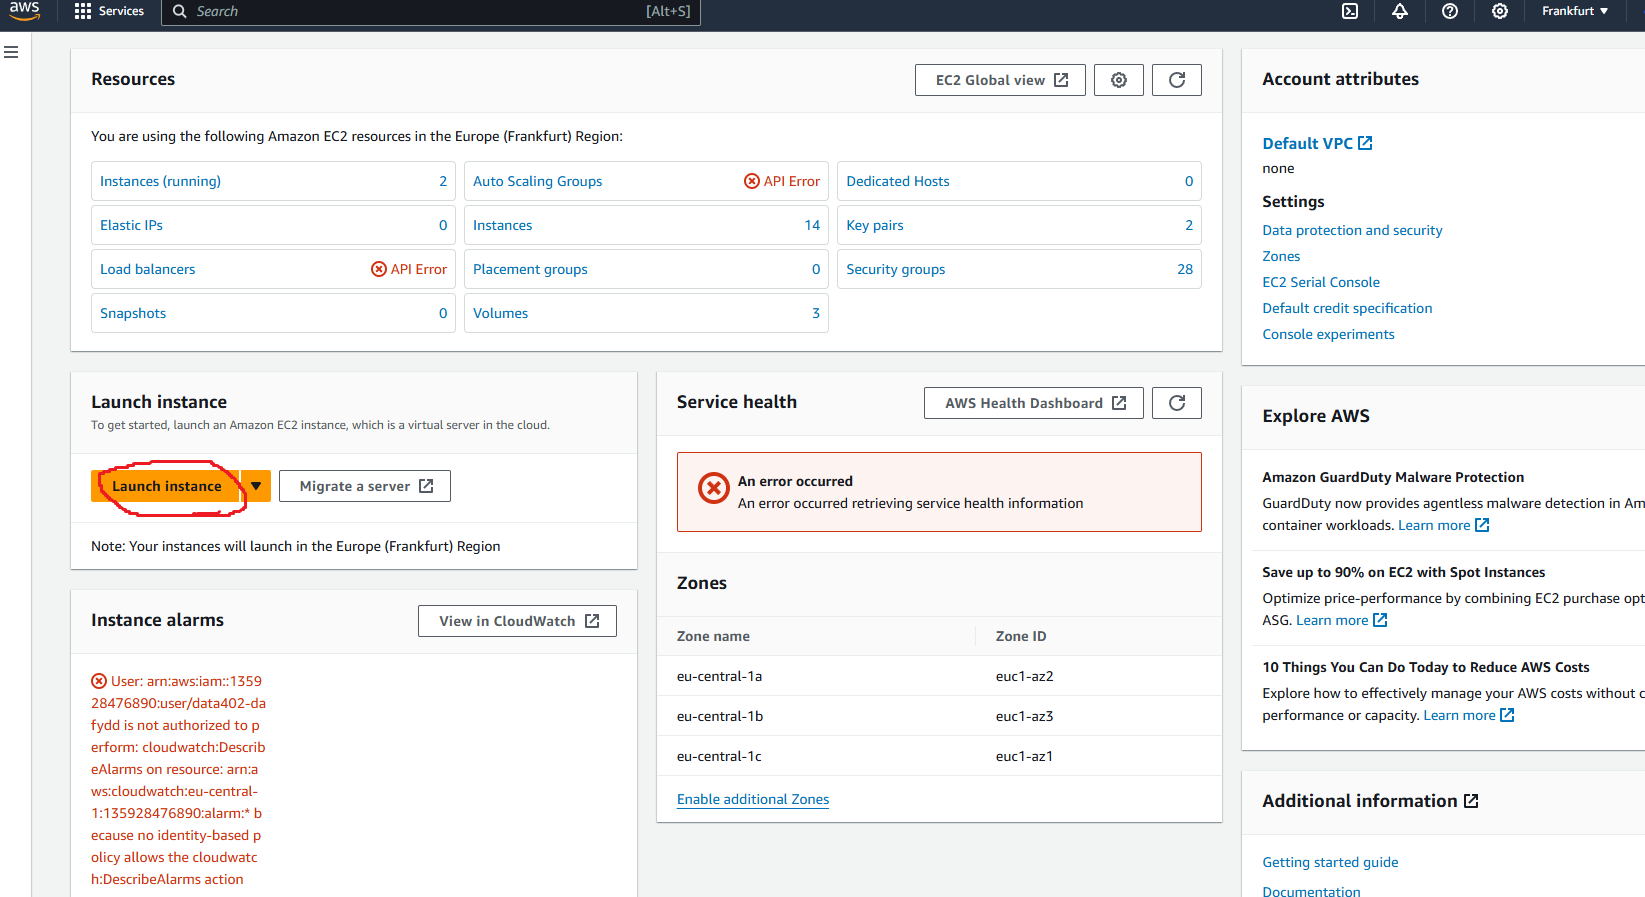 aws Services Search [Alt+S] Frankfurt
Resources EC2 Global view
You are using the following Amazon EC2 resources in the Europe (Frankfurt) Region:
Instances (running) 2 Auto Scaling Groups API Error Dedicated Hosts 0
Elastic IPs 0 Instances 14 Key pairs 2
Load balancers API Error Placement groups 0 Security groups 28
Snapshots 0 Volumes 3
Launch instance
To get started, launch an Amazon EC2 instance, which is a virtual server in the cloud.
Launch instance Migrate a server
Note: Your instances will launch in the Europe (Frankfurt) Region
Instance alarms View in CloudWatch
User: arn:aws:iam::1359
28476890:user/data402-da
fydd is not authorized to p
erform: cloudwatch:Describ
eAlarms on resource: arn:a
ws:cloudwatch:eu-central-
1:135928476890:alarm:* b
ecause no identity-based p
olicy allows the cloudwatc
h:DescribeAlarms action
Service health AWS Health Dashboard
An error occurred
An error occurred retrieving service health information
Zones
Zone name Zone ID
eu-central-1a euc1-az2
eu-central-1b euc1-az3
eu-central-1c euc1-az1
Enable additional Zones
Account attributes
Default VPC
none
Settings
Data protection and security
Zones
EC2 Serial Console
Default credit specification
Console experiments
Explore AWS
Amazon GuardDuty Malware Protection
GuardDuty now provides agentless malware detection in Am
container workloads. Learn more
Save up to 90% on EC2 with Spot Instances
Optimize price-performance by combining EC2 purchase opt
ASG. Learn more
10 Things You Can Do Today to Reduce AWS Costs
Explore how to effectively manage your AWS costs without c
performance or capacity. Learn more
Additional information
Getting started guide
Documentation